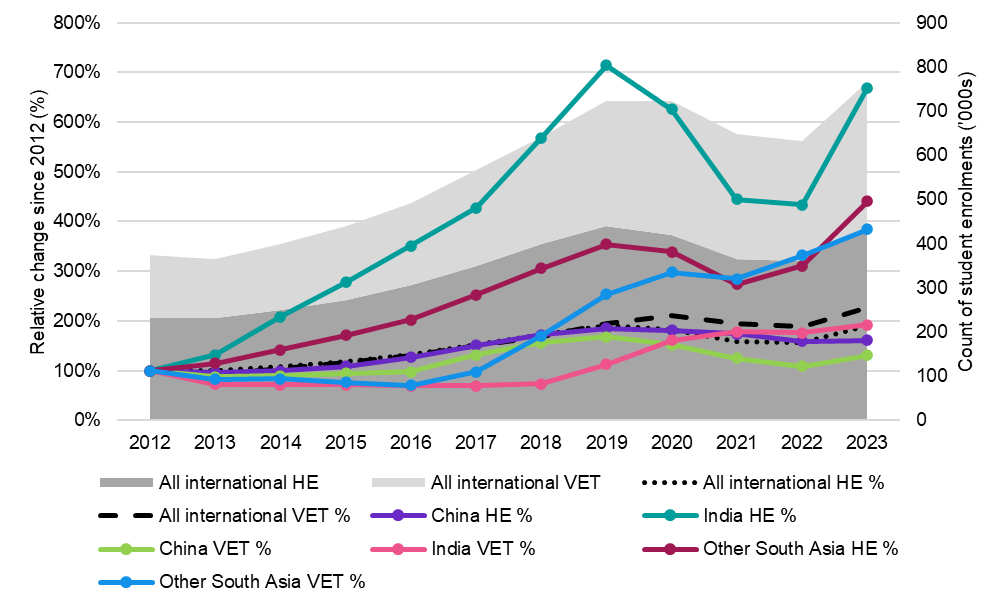 800%
700%
600%
500%
400%
300%
200%
100%
0%
Relative change since 2012 (%)
900
800
700
600
500
400
300
200
100
0
Count of student enrolments ('000s)
2012 2013 2014 2015 2016 2017 2018 2019 2020 2021 2022 2023
All international HE All international VET All international HE %
All international VET % China HE % India HE %
China VET % India VET % Other South Asia HE %
Other South Asia VET %